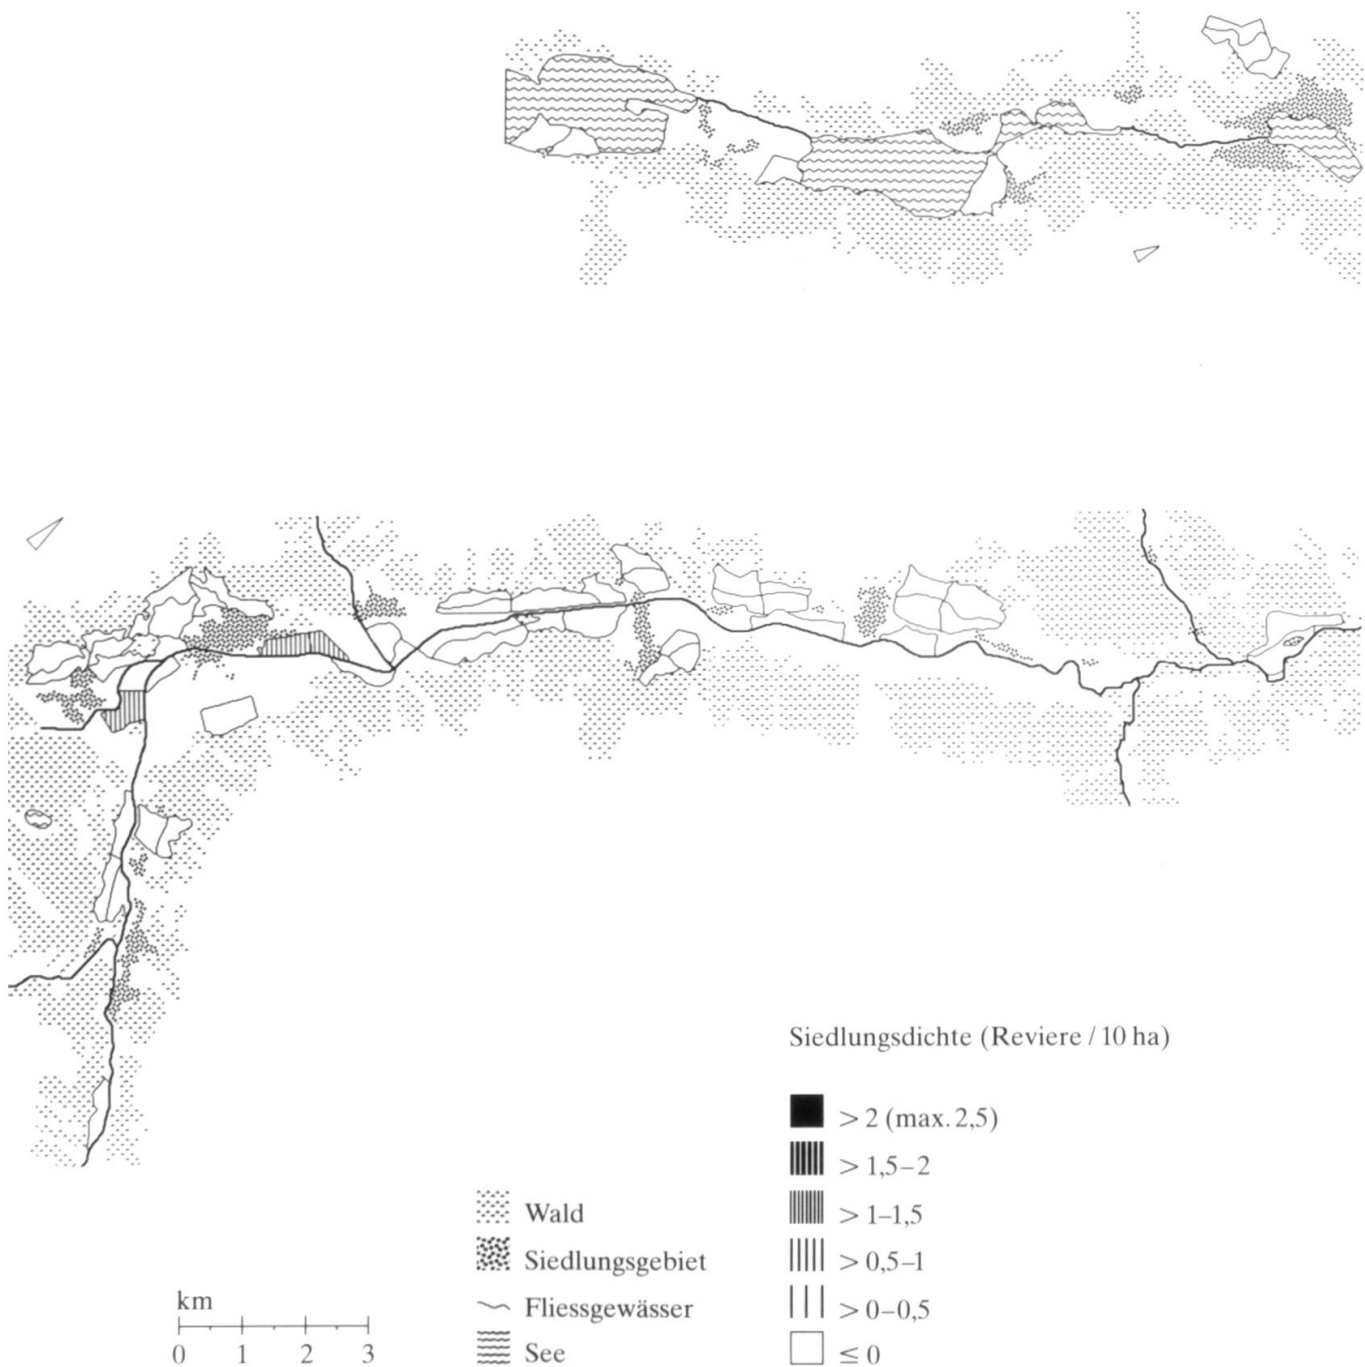 Siedlungsdichte (Reviere / 10 ha)
> 2 (max. 2,5)
> 1,5–2
> 1–1,5
> 0,5–1
> 0–0,5
≤ 0
Wald
Siedlungsgebiet
Fliessgewässer
See
km
0 1 2 3